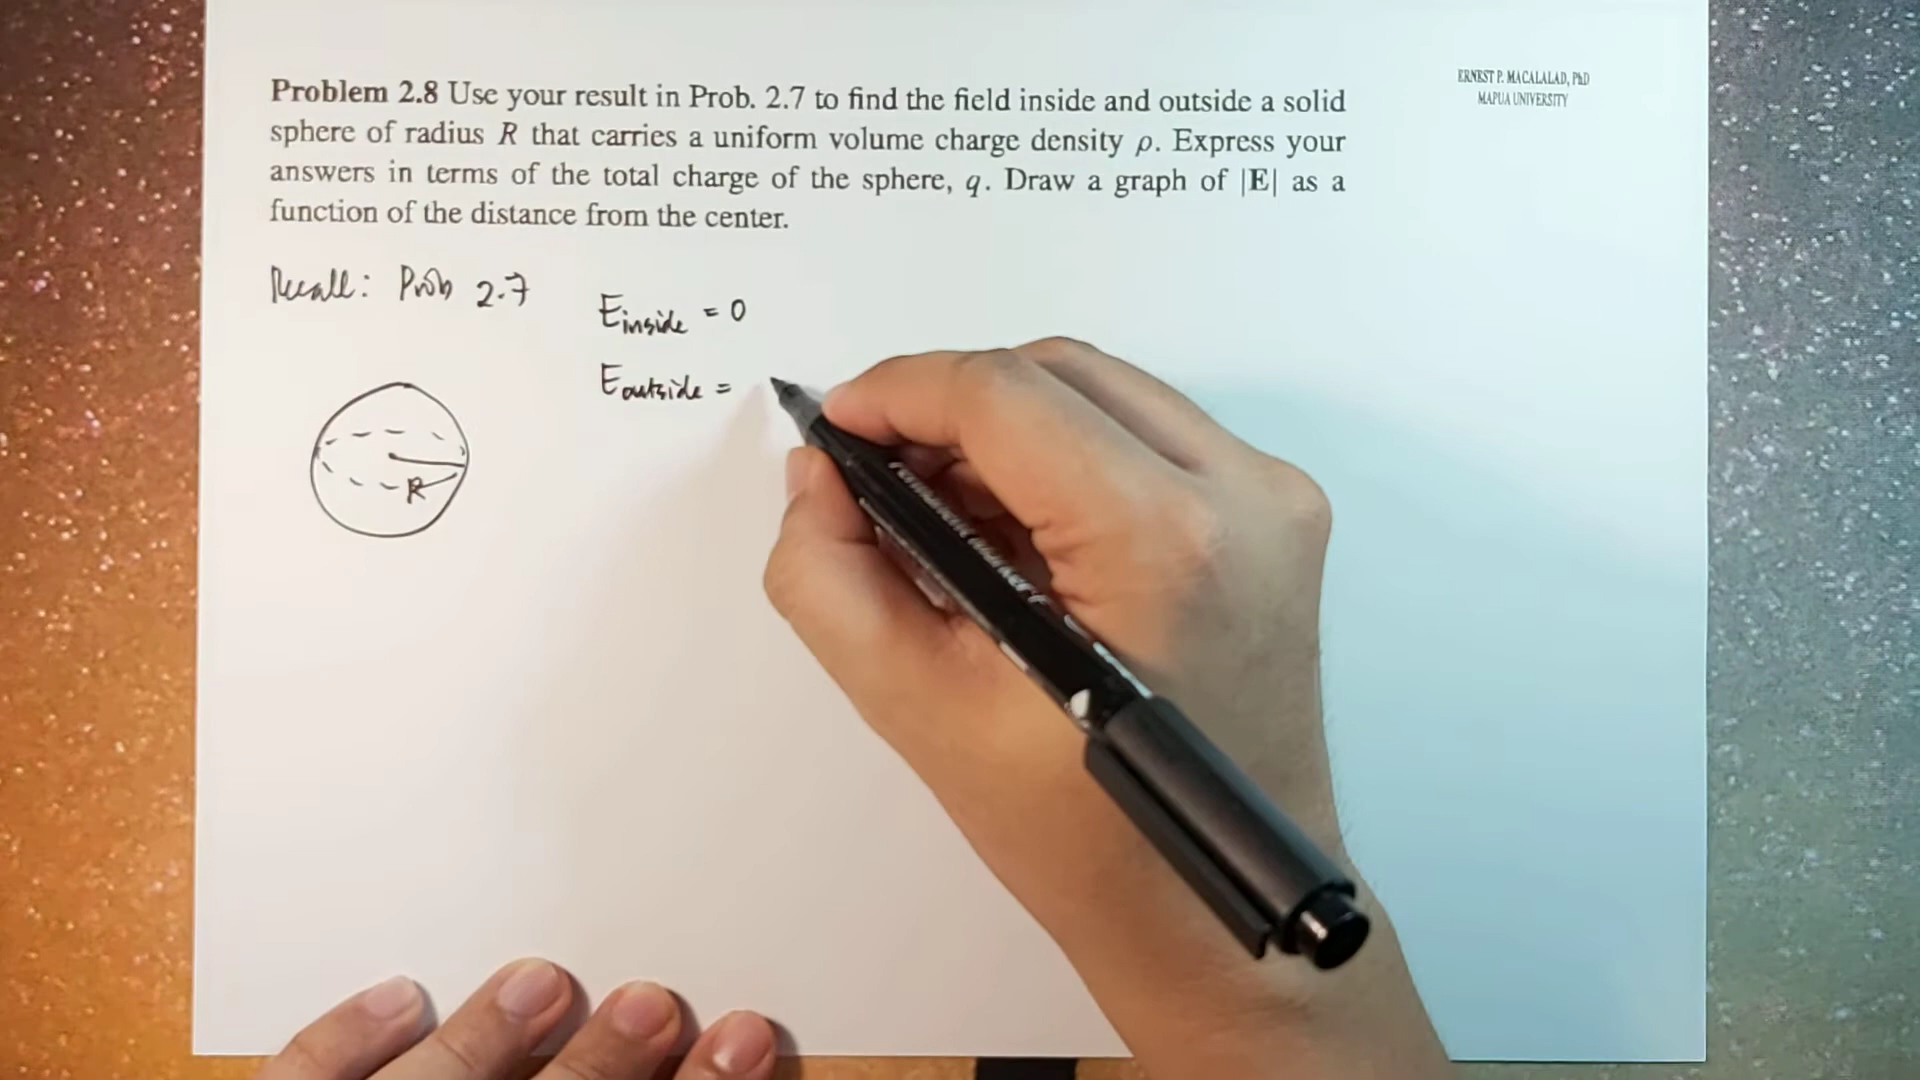 ERNEST P. MACALALAD, PhD
MAPUA UNIVERSITY
Problem 2.8 Use your result in Prob. 2.7 to find the field inside and outside a solid
sphere of radius R that carries a uniform volume charge density ρ. Express your
answers in terms of the total charge of the sphere, q. Draw a graph of |E| as a
function of the distance from the center.
Recall: Prob 2.7
E inside = 0
E outside =
R